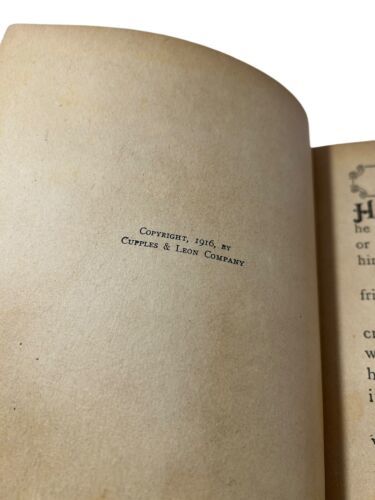 COPYRIGHT, 1916, BY
CUPPLES & LEON COMPANY
H
he
or
him
fri
cr
w
h
i